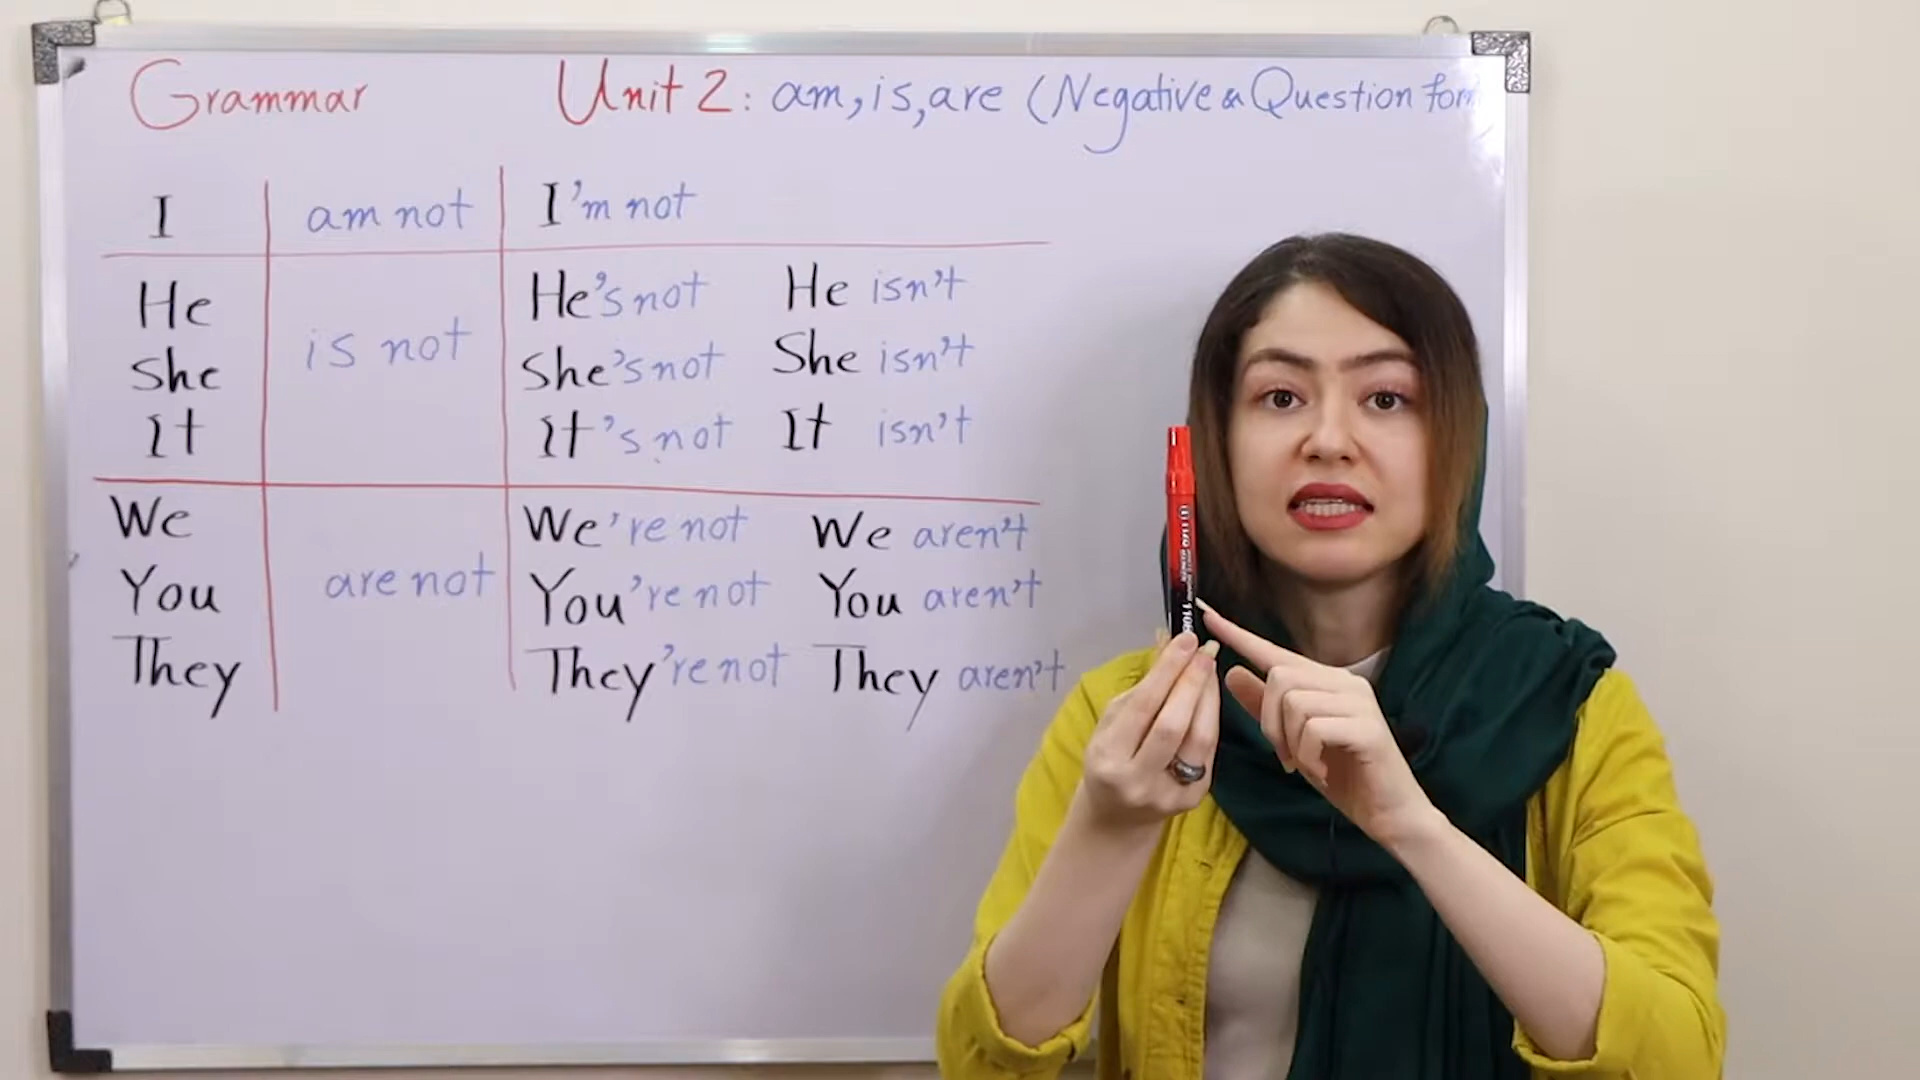 Grammar Unit 2: am, is, are (Negative & Question form
I am not I'm not
He He's not He isn't
is not
She She's not She isn't
It It's not It isn't
We We're not We aren't
are not
You You're not You aren't
They They're not They aren't